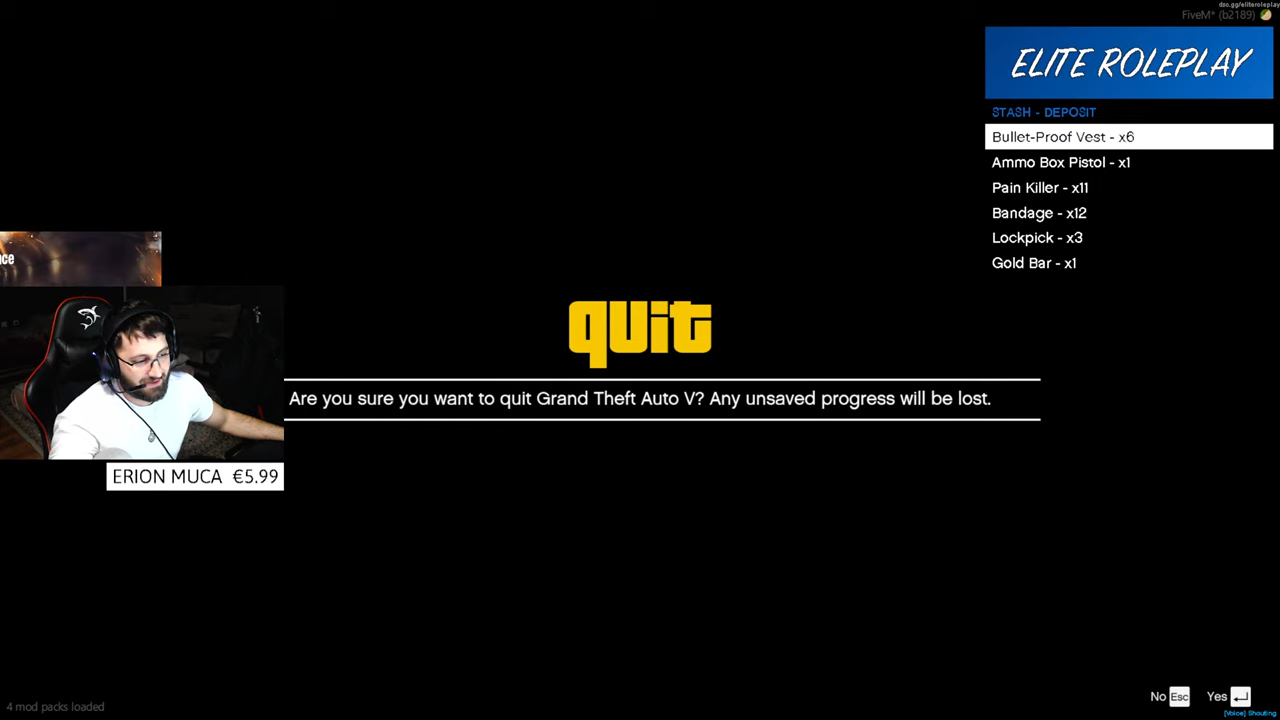 dsc.gg/eliteroleplay
FiveM* (b2189)
ELITE ROLEPLAY
STASH - DEPOSIT
Bullet-Proof Vest - x6
Ammo Box Pistol - x1
Pain Killer - x11
Bandage - x12
Lockpick - x3
Gold Bar - x1
ce
quit
Are you sure you want to quit Grand Theft Auto V? Any unsaved progress will be lost.
ERION MUCA €5.99
No Esc Yes
4 mod packs loaded
[Voice] Shouting